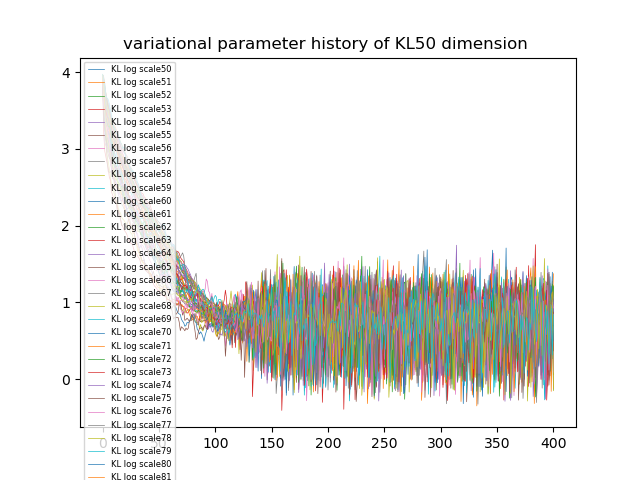 variational parameter history of KL50 dimension
KL log scale50
KL log scale51
KL log scale52
KL log scale53
KL log scale54
KL log scale55
KL log scale56
KL log scale57
KL log scale58
KL log scale59
KL log scale60
KL log scale61
KL log scale62
KL log scale63
KL log scale64
KL log scale65
KL log scale66
KL log scale67
KL log scale68
KL log scale69
KL log scale70
KL log scale71
KL log scale72
KL log scale73
KL log scale74
KL log scale75
KL log scale76
KL log scale77
KL log scale78
KL log scale79
KL log scale80
KL log scale81
4
3
2
1
0
0 50 100 150 200 250 300 350 400